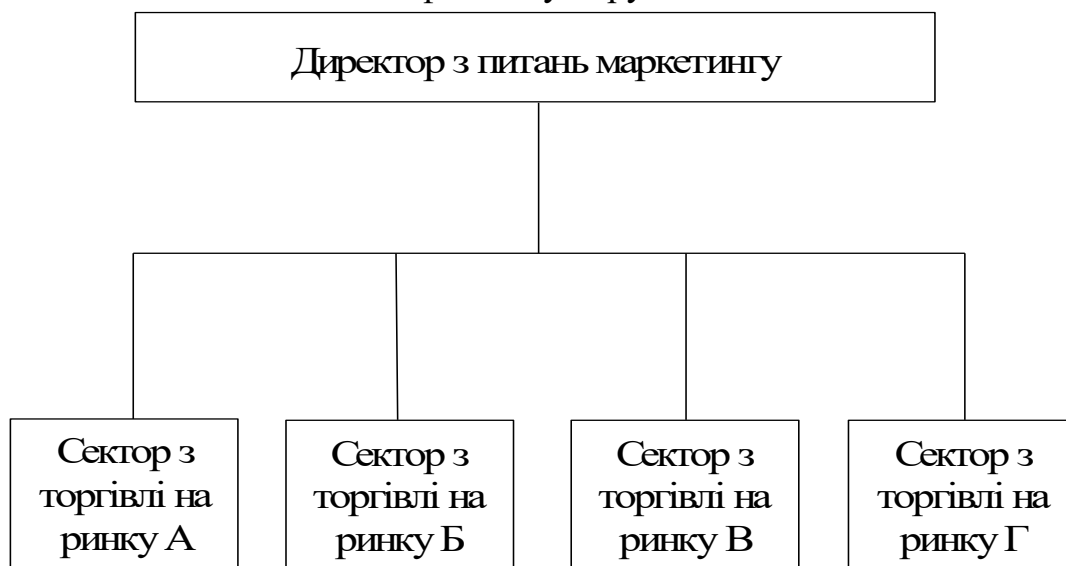 Директор з питань маркетингу
Сектор з
торгівлі на
ринку А
Сектор з
торгівлі на
ринку Б
Сектор з
торгівлі на
ринку В
Сектор з
торгівлі на
ринку Г